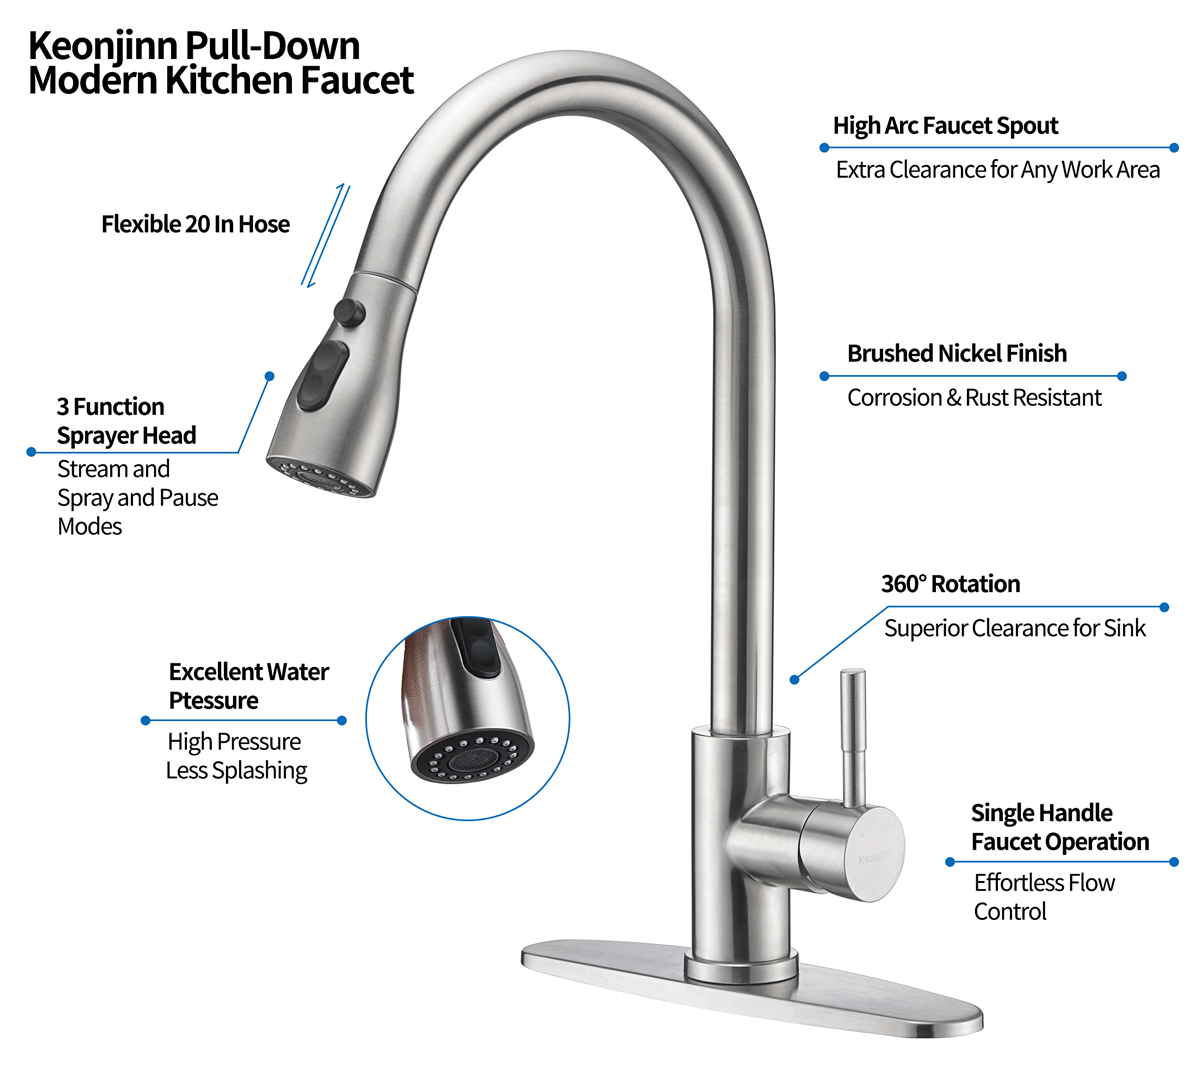 Keonjinn Pull-Down
Modern Kitchen Faucet
High Arc Faucet Spout
Extra Clearance for Any Work Area
Flexible 20 In Hose
Brushed Nickel Finish
Corrosion & Rust Resistant
3 Function
Sprayer Head
Stream and
Spray and Pause
Modes
360° Rotation
Superior Clearance for Sink
Excellent Water
Ptessure
High Pressure
Less Splashing
Single Handle
Faucet Operation
Effortless Flow
Control
Keonjinn